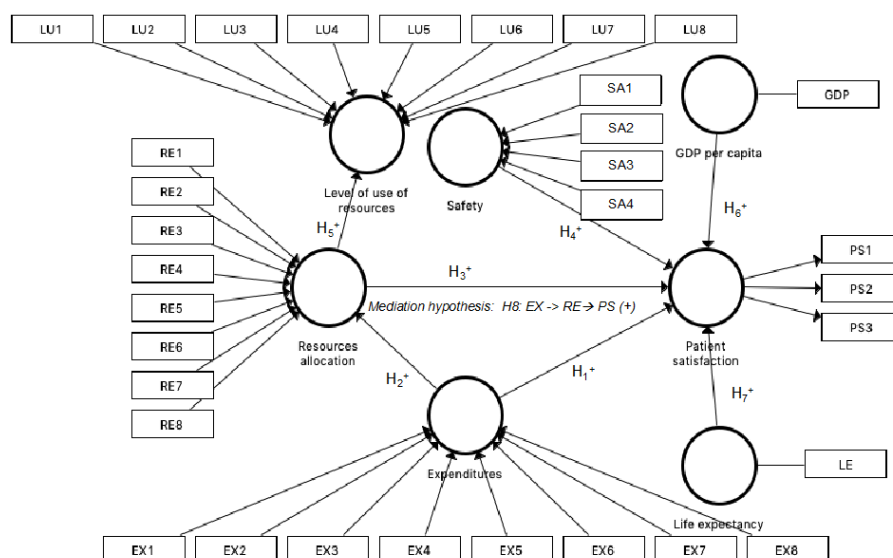 LU1
LU2
LU3
LU4
LU5
LU6
LU7
LU8
SA1
SA2
SA3
SA4
GDP
GDP per capita
RE1
RE2
RE3
RE4
RE5
RE6
RE7
RE8
Level of use of
resources
Safety
H₅⁺
H₄⁺
H₆⁺
H₃⁺
Mediation hypothesis: H8: EX -> RE→ PS (+)
PS1
PS2
PS3
Resources
allocation
Patient
satisfaction
H₂⁺
H₁⁺
H₇⁺
Expenditures
LE
Life expectancy
EX1
EX2
EX3
EX4
EX5
EX6
EX7
EX8